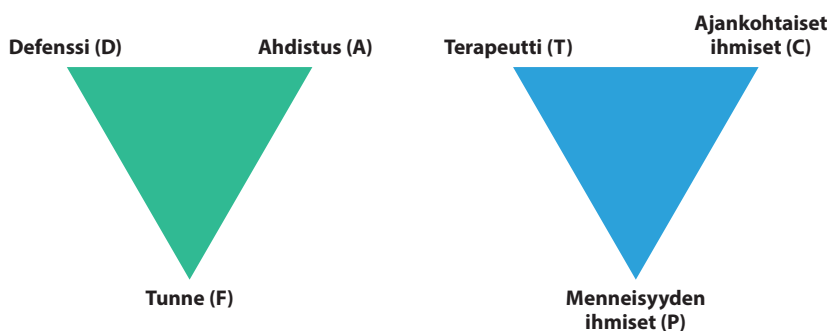 Defenssi (D)
Ahdistus (A)
Tunne (F)
Terapeutti (T)
Ajankohtaiset
ihmiset (C)
Menneisyyden
ihmiset (P)